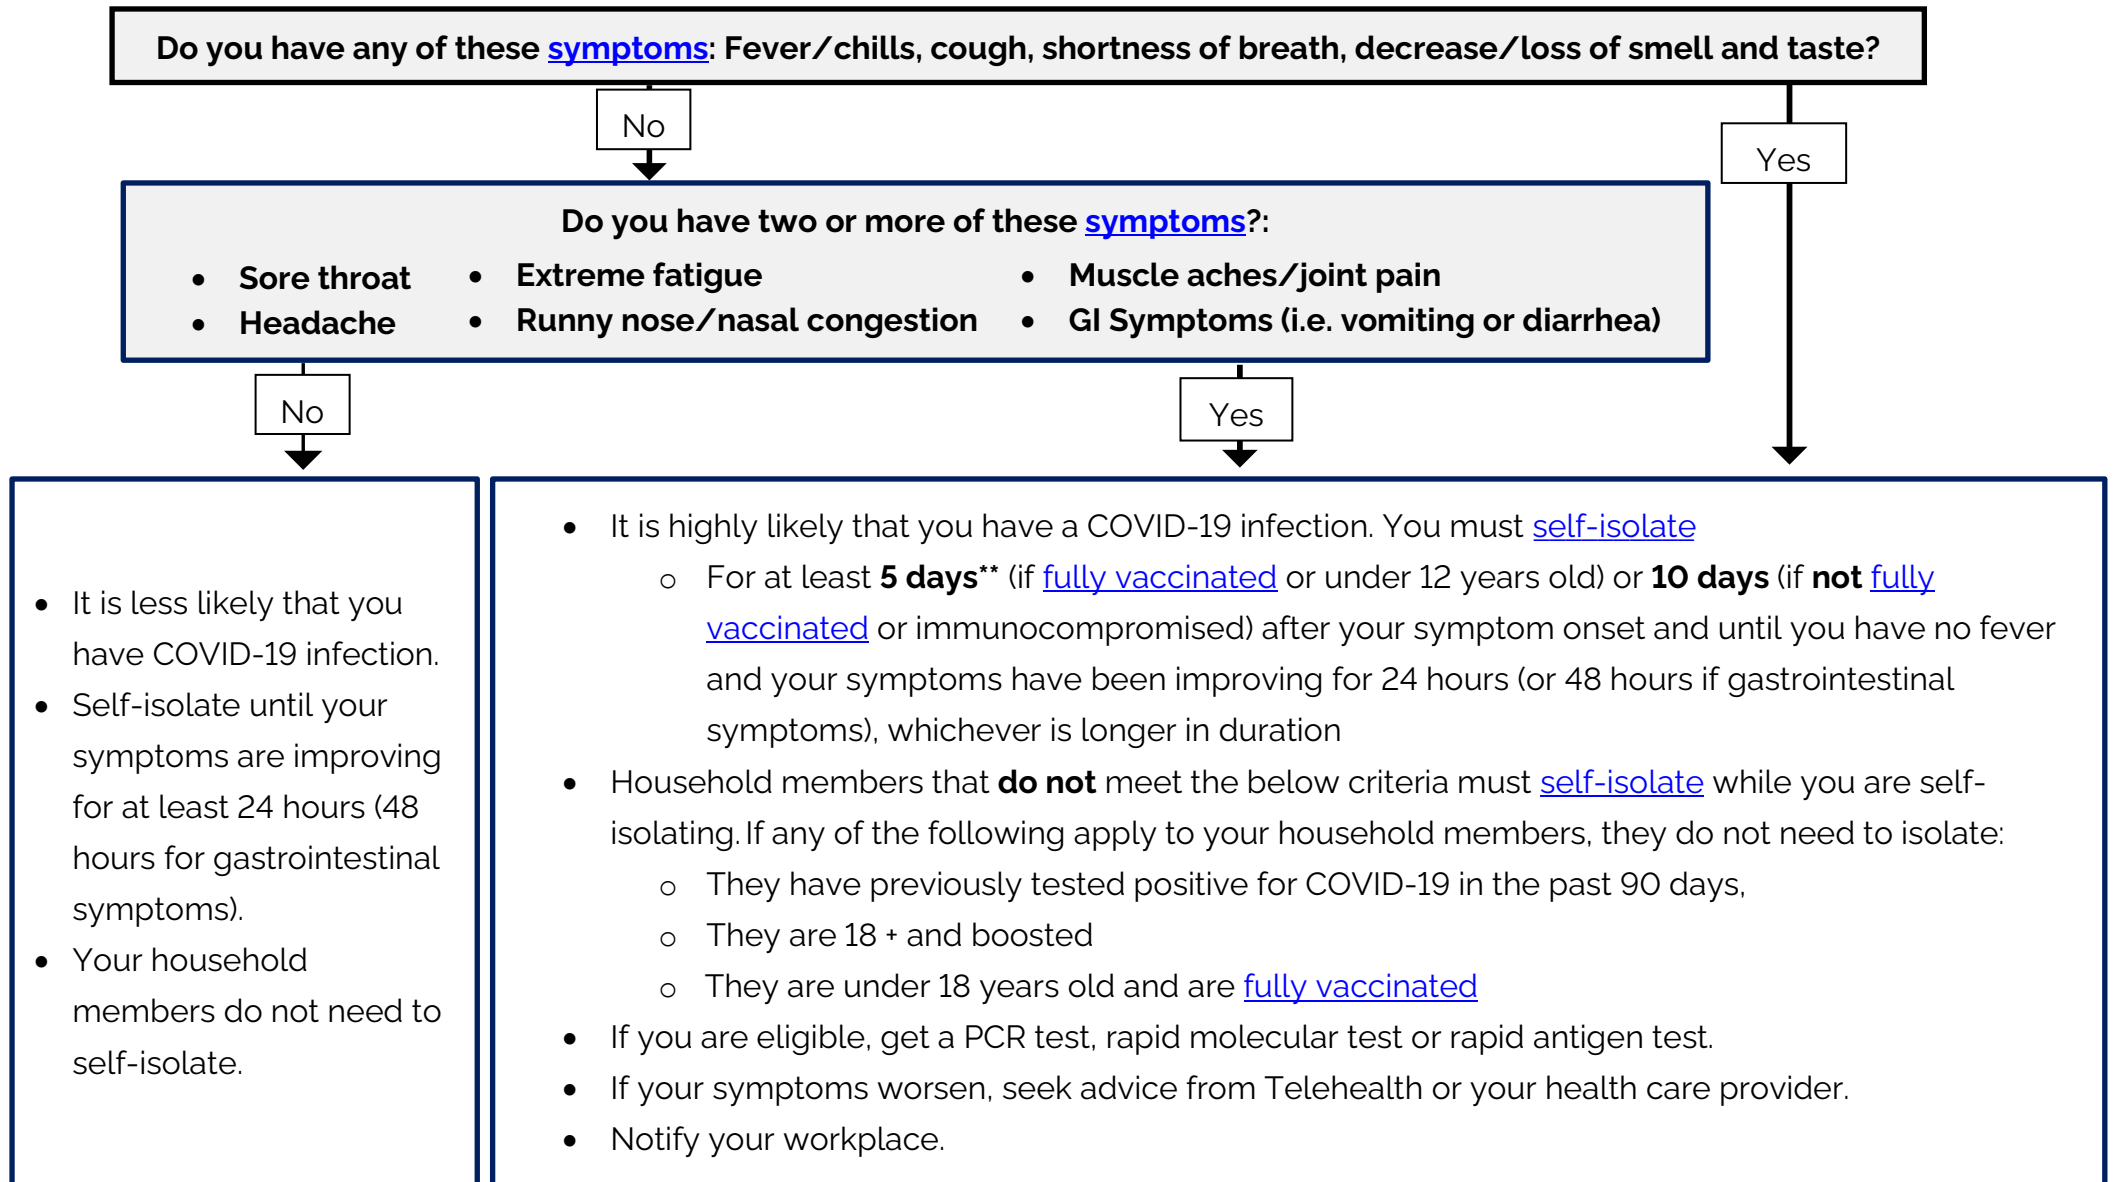 Do you have any of these symptoms: Fever/chills, cough, shortness of breath, decrease/loss of smell and taste?
No
Yes
Do you have two or more of these symptoms?:
• Sore throat • Extreme fatigue • Muscle aches/joint pain
• Headache • Runny nose/nasal congestion • GI Symptoms (i.e. vomiting or diarrhea)
No
Yes
• It is less likely that you
have COVID-19 infection.
• Self-isolate until your
symptoms are improving
for at least 24 hours (48
hours for gastrointestinal
symptoms).
• Your household
members do not need to
self-isolate.
• It is highly likely that you have a COVID-19 infection. You must self-isolate
o For at least 5 days** (if fully vaccinated or under 12 years old) or 10 days (if not fully
vaccinated or immunocompromised) after your symptom onset and until you have no fever
and your symptoms have been improving for 24 hours (or 48 hours if gastrointestinal
symptoms), whichever is longer in duration
• Household members that do not meet the below criteria must self-isolate while you are self-
isolating. If any of the following apply to your household members, they do not need to isolate:
o They have previously tested positive for COVID-19 in the past 90 days,
o They are 18 + and boosted
o They are under 18 years old and are fully vaccinated
• If you are eligible, get a PCR test, rapid molecular test or rapid antigen test.
• If your symptoms worsen, seek advice from Telehealth or your health care provider.
• Notify your workplace.